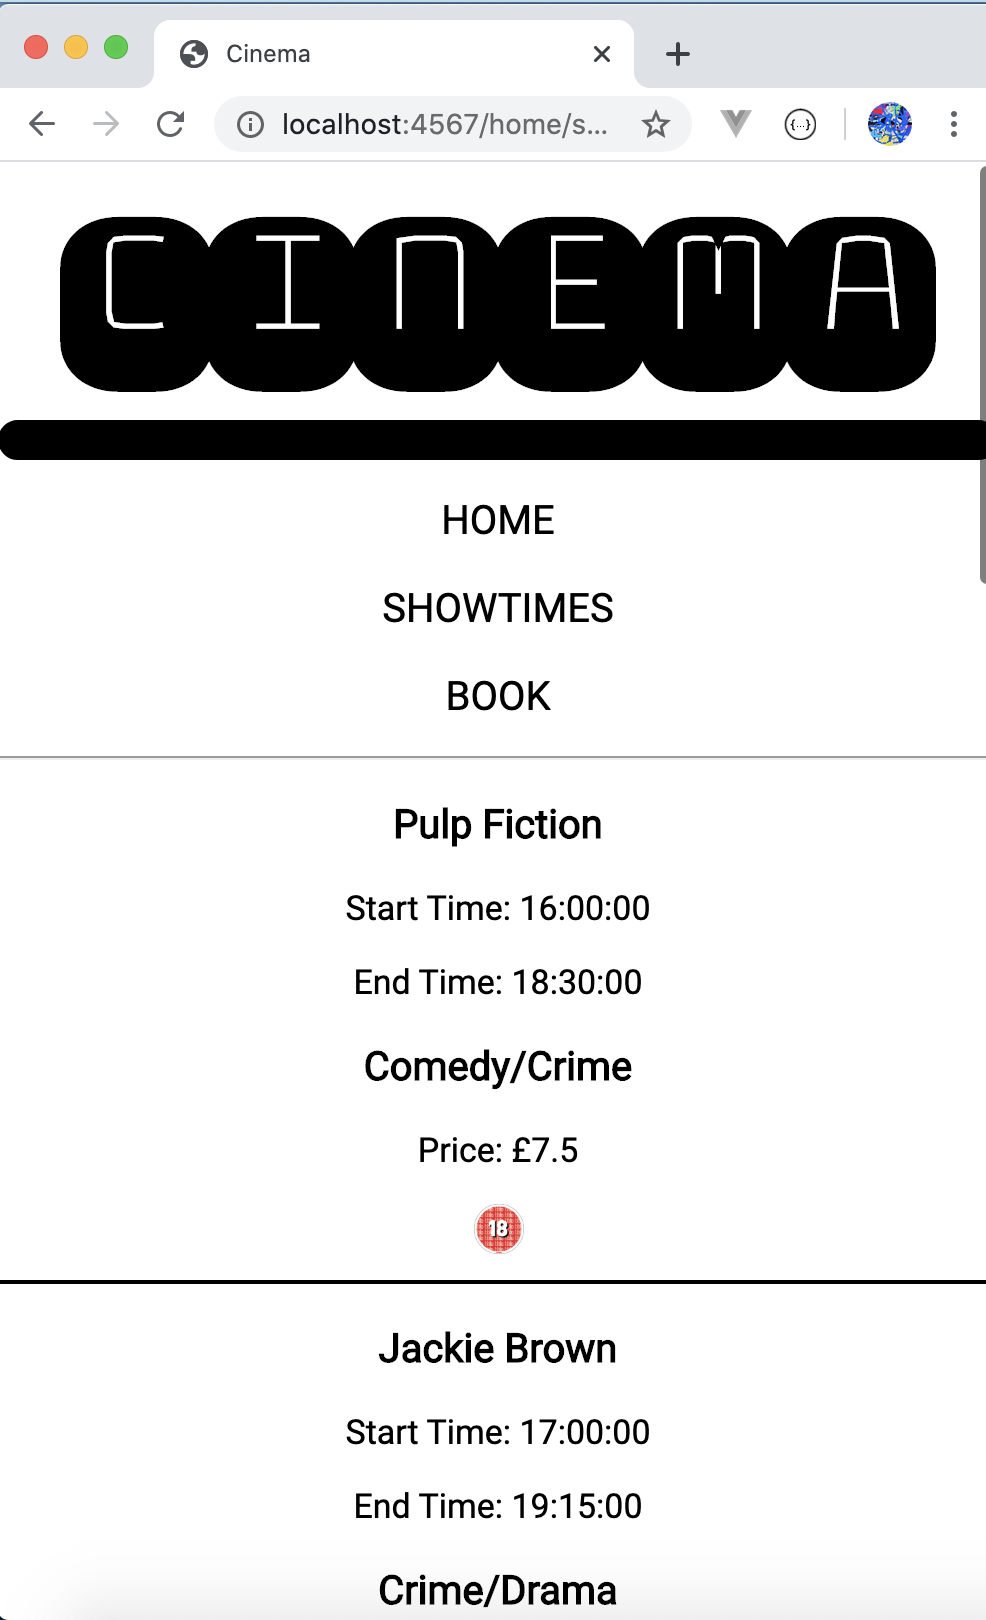 Cinema
localhost:4567/home/s...
CINEMA
HOME
SHOWTIMES
BOOK
Pulp Fiction
Start Time: 16:00:00
End Time: 18:30:00
Comedy/Crime
Price: £7.5
18
Jackie Brown
Start Time: 17:00:00
End Time: 19:15:00
Crime/Drama